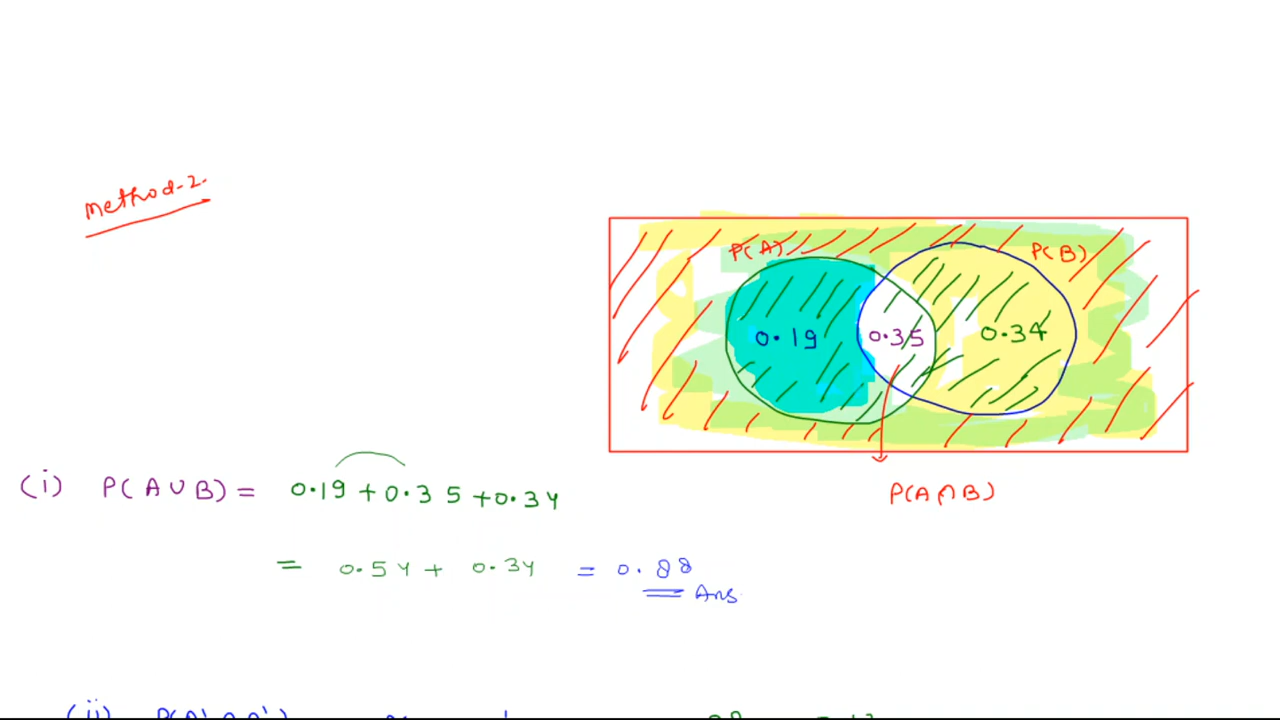 Method-2.
P(A) P(B)
0.19 0.35 0.34
P(A∩B)
(i) P(A∪B) = 0.19 + 0.35 + 0.34
= 0.54 + 0.34 = 0.88 Ans
(ii)